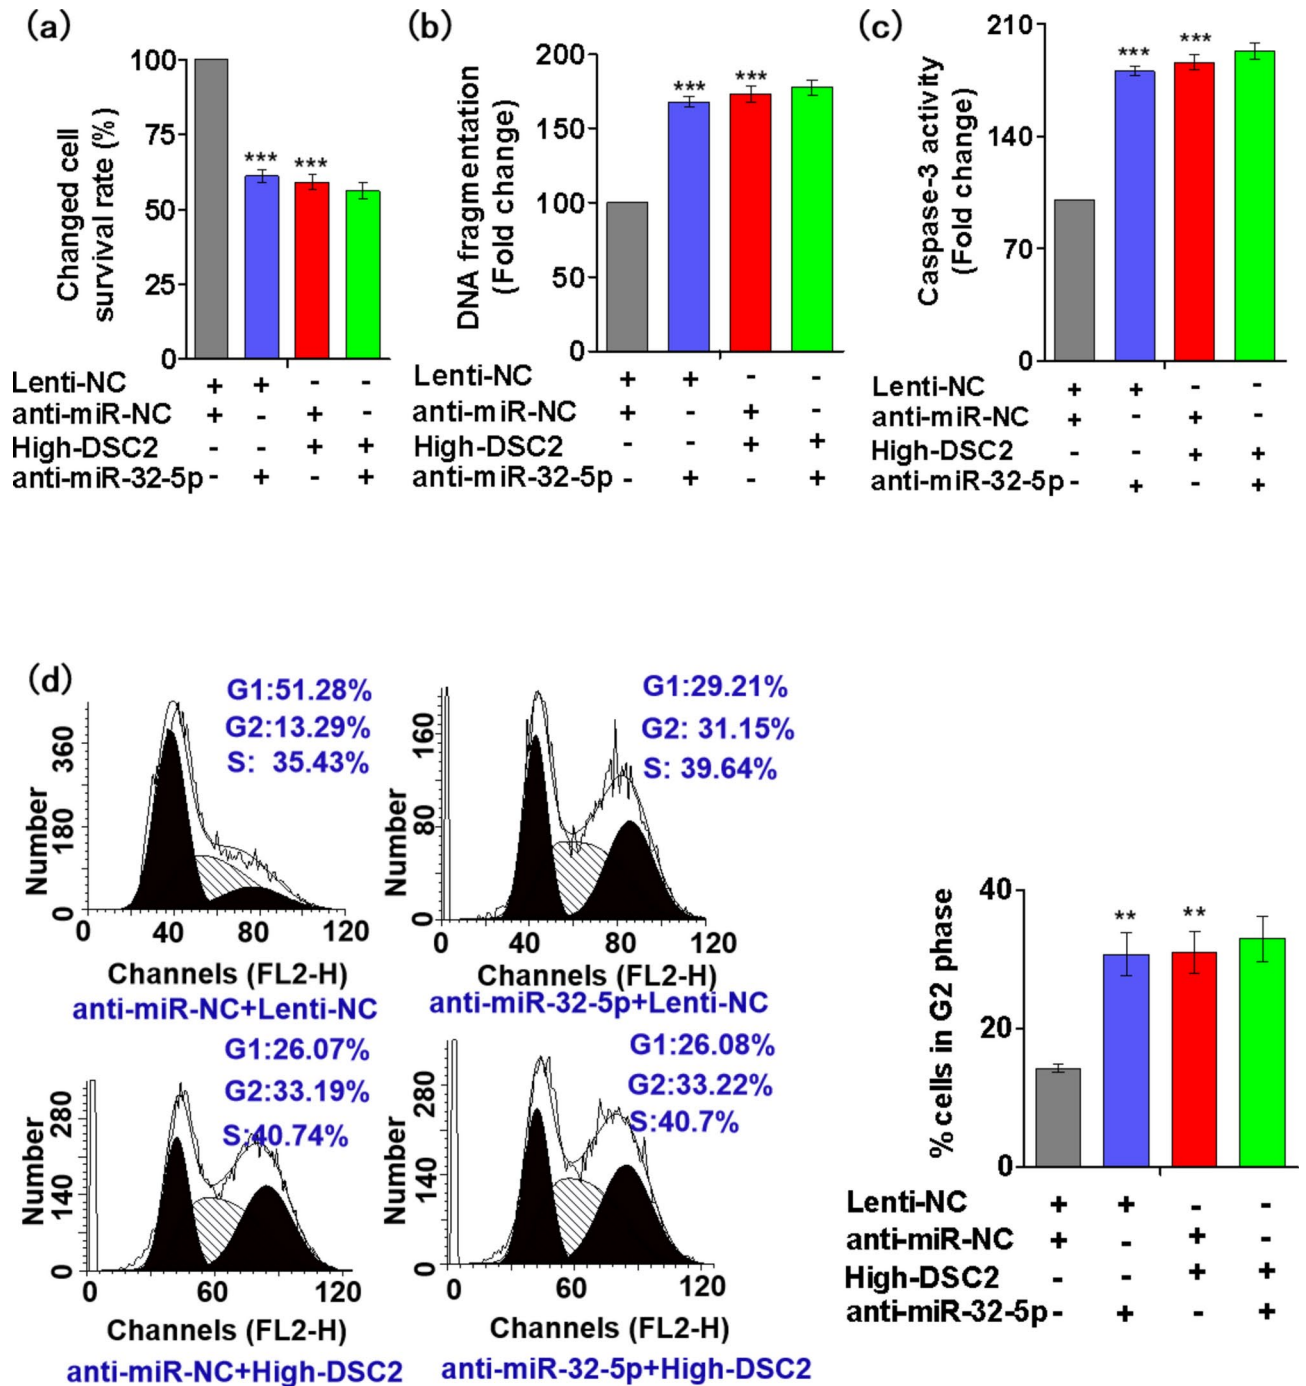 (a)
Changed cell
survival rate (%)
100
75
50
25
0
***
***
Lenti-NC + + - -
anti-miR-NC + - + -
High-DSC2 - - + +
anti-miR-32-5p - + - +
(b)
DNA fragmentation
(Fold change)
200
150
100
50
0
***
***
Lenti-NC + + - -
anti-miR-NC + - + -
High-DSC2 - - + +
anti-miR-32-5p - + - +
(c)
Caspase-3 activity
(Fold change)
210
140
70
0
***
***
Lenti-NC + + - -
anti-miR-NC + - + -
High-DSC2 - - + +
anti-miR-32-5p - + - +
(d)
G1:51.28%
G2:13.29%
S: 35.43%
Number
360
180
0
0 40 80 120
Channels (FL2-H)
anti-miR-NC+Lenti-NC
G1:29.21%
G2: 31.15%
S: 39.64%
Number
160
80
0
0 40 80 120
Channels (FL2-H)
anti-miR-32-5p+Lenti-NC
G1:26.07%
G2:33.19%
S:40.74%
Number
280
140
0
0 60 120
Channels (FL2-H)
anti-miR-NC+High-DSC2
G1:26.08%
G2:33.22%
S:40.7%
Number
280
140
0
0 60 120
Channels (FL2-H)
anti-miR-32-5p+High-DSC2
% cells in G2 phase
40
20
0
**
**
Lenti-NC + + - -
anti-miR-NC + - + -
High-DSC2 - - + +
anti-miR-32-5p - + - +